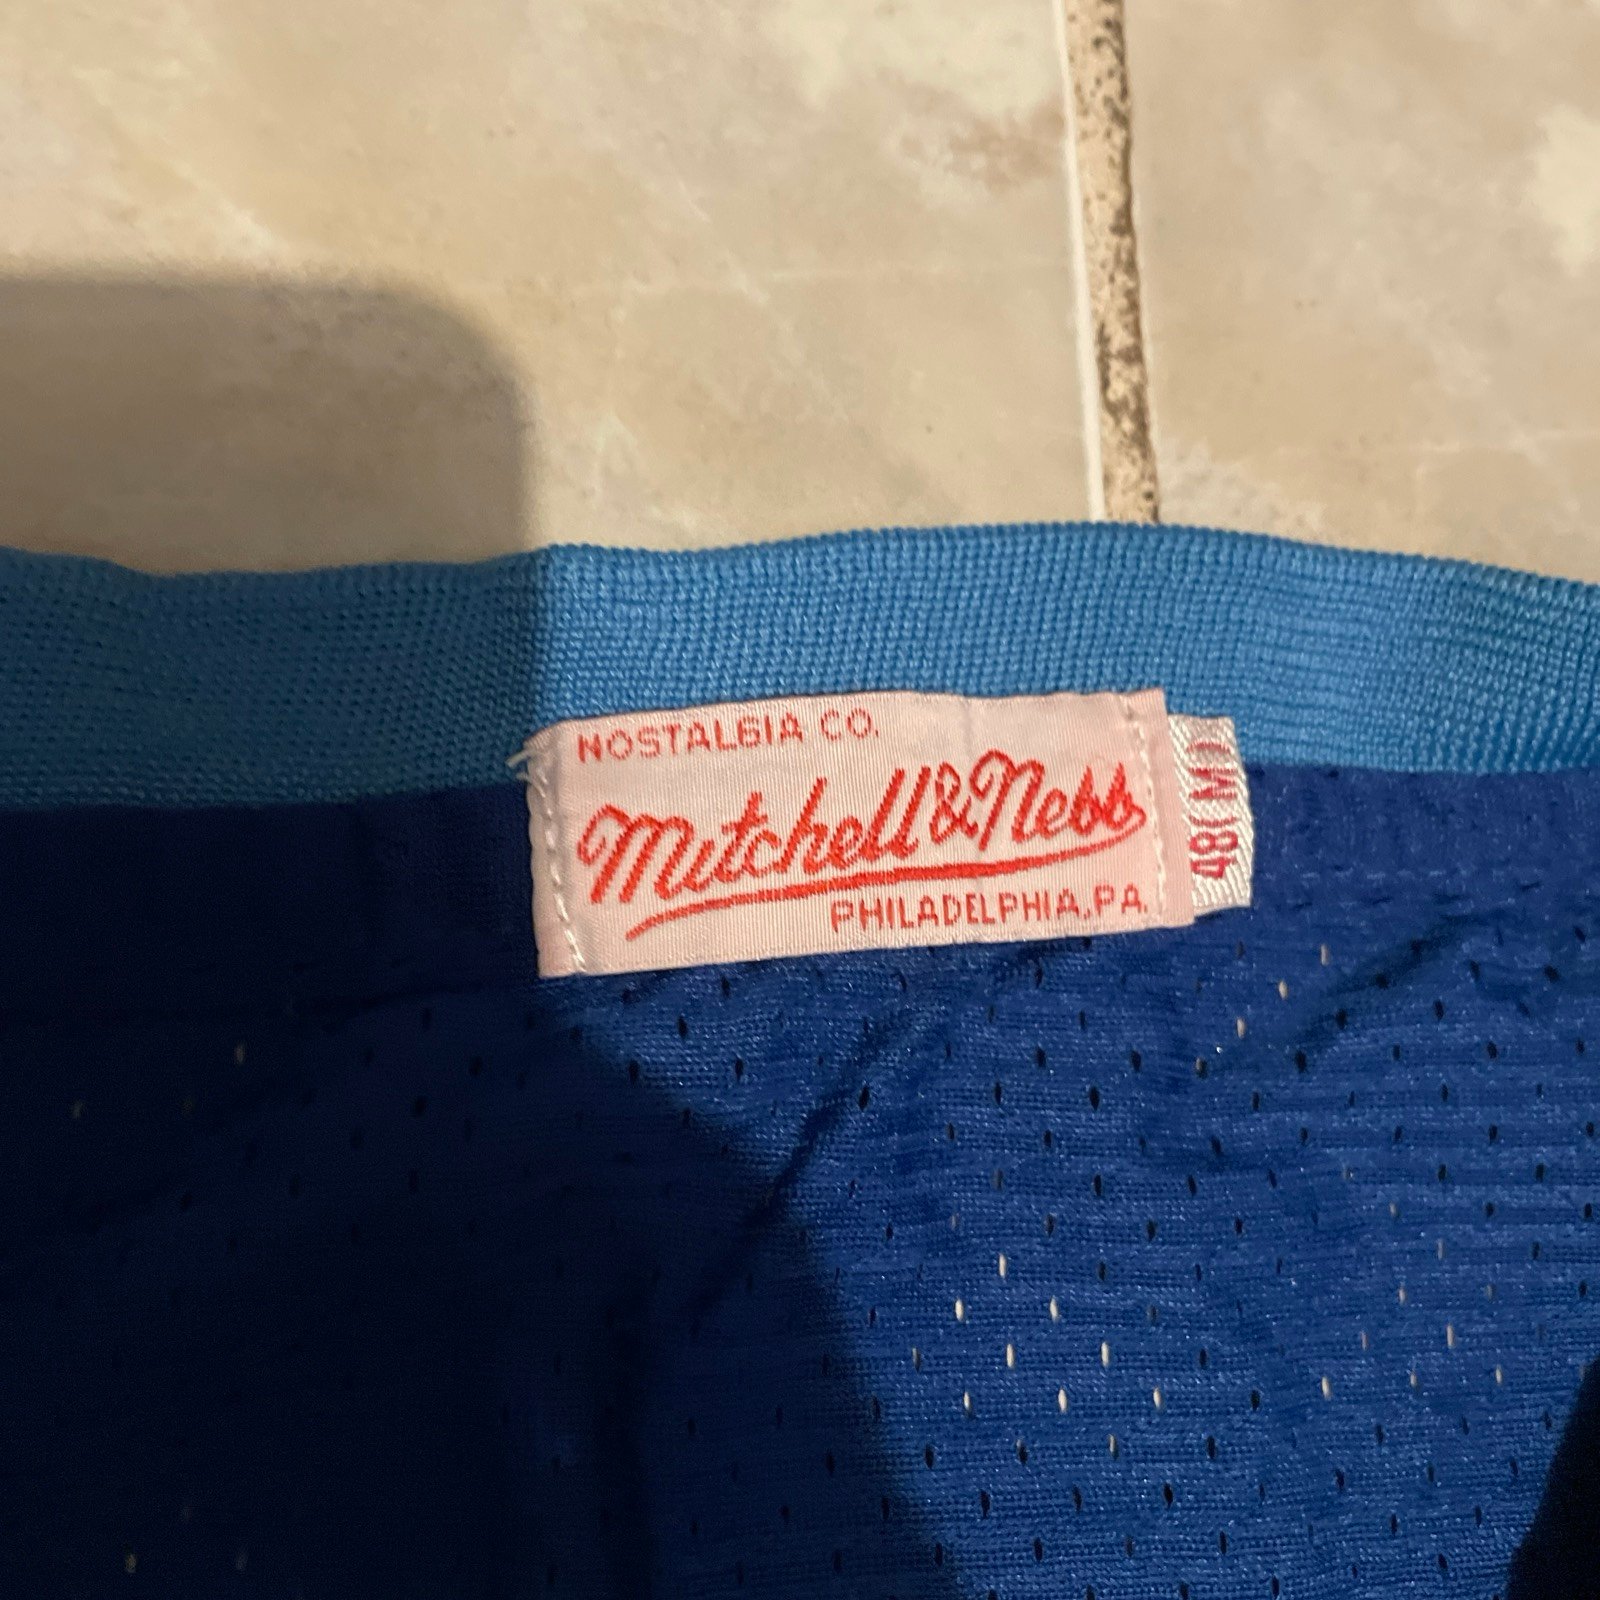 NOSTALGIA CO.
Mitchell & Ness
PHILADELPHIA, PA.
48(M)